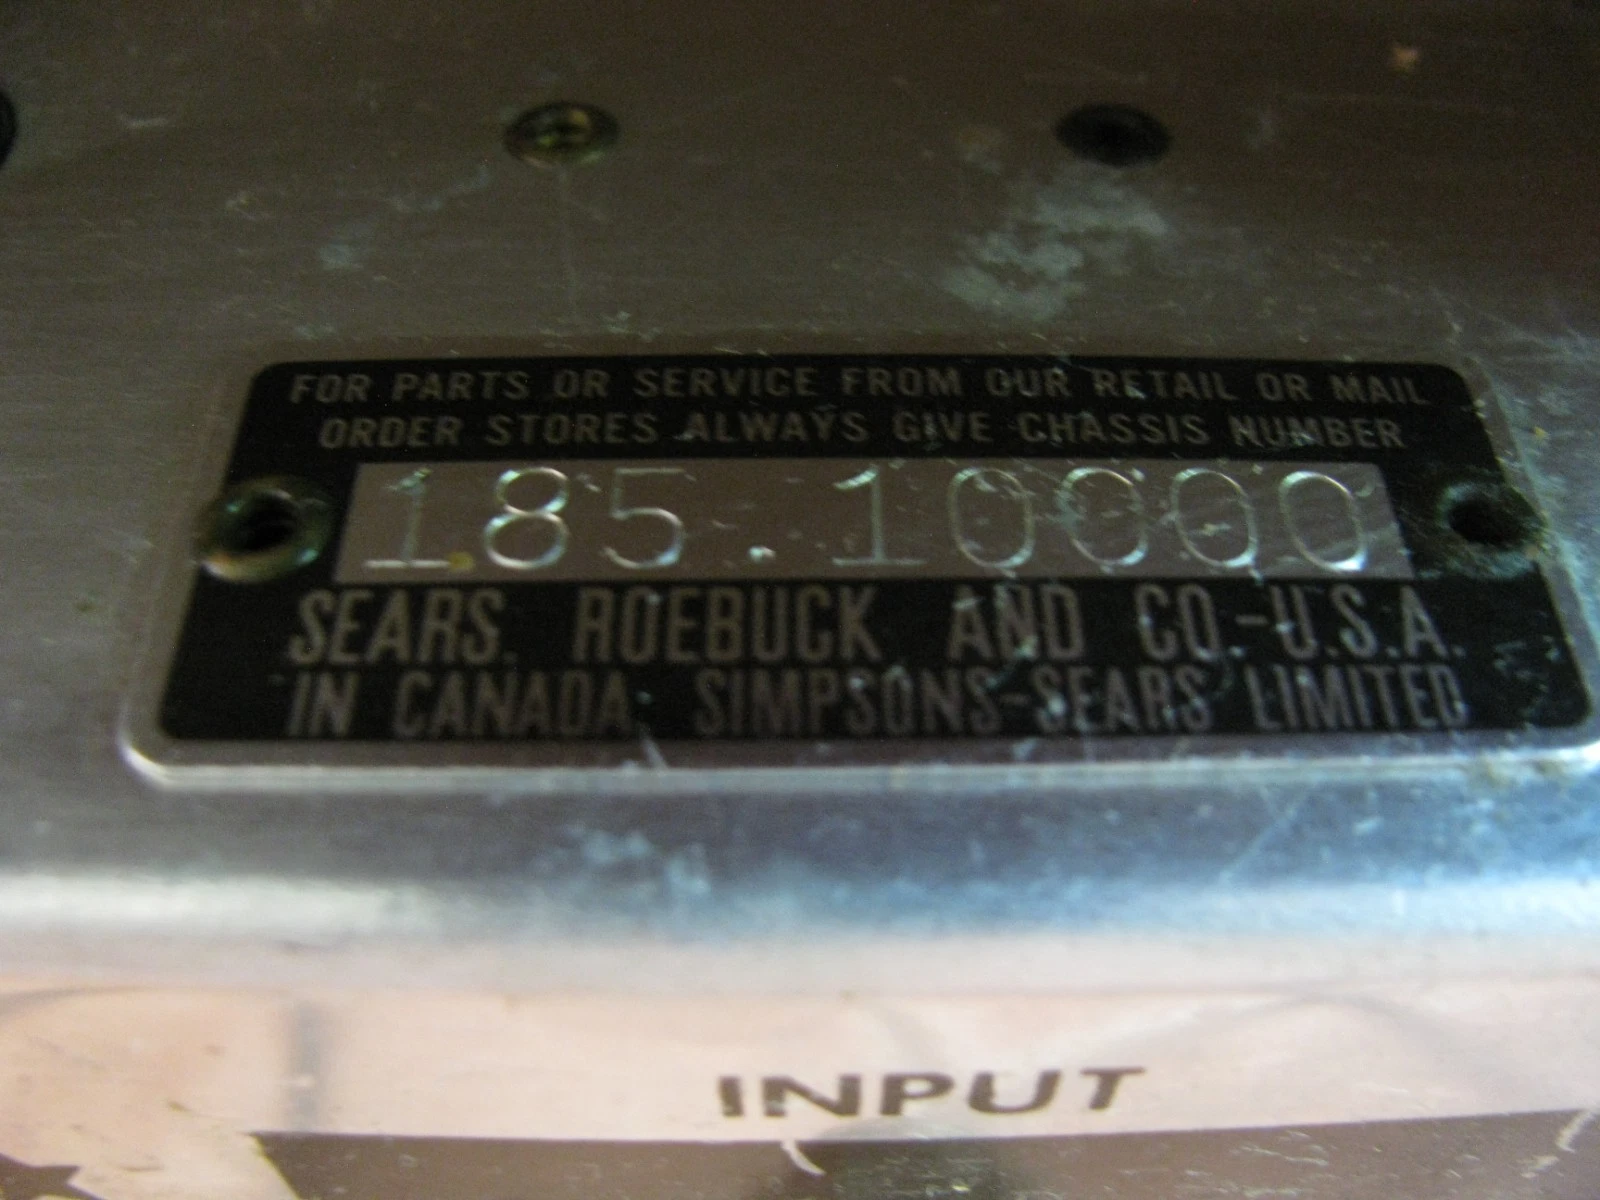 FOR PARTS OR SERVICE FROM OUR RETAIL OR MAIL
ORDER STORES ALWAYS GIVE CHASSIS NUMBER
185.10000
SEARS, ROEBUCK AND CO.-U.S.A.
IN CANADA, SIMPSONS-SEARS LIMITED
INPUT